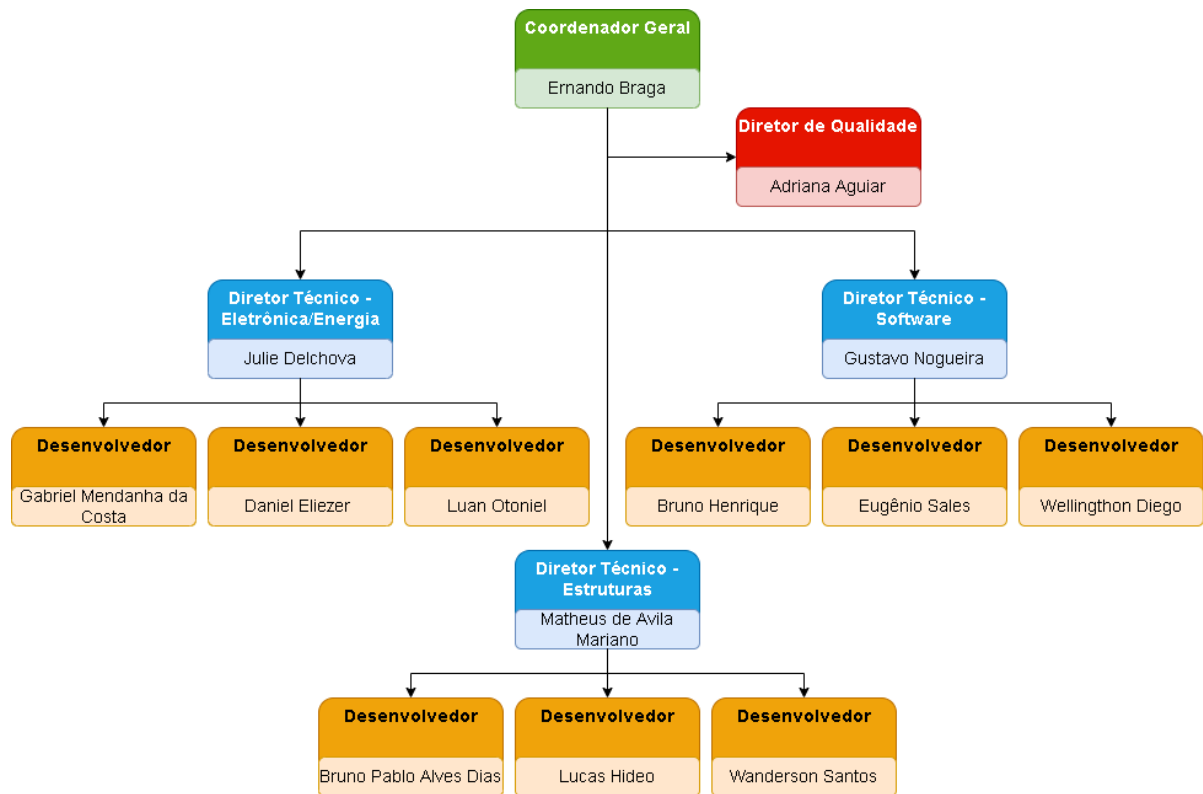 Coordenador Geral
Ernando Braga
Diretor de Qualidade
Adriana Aguiar
Diretor Técnico -
Eletrônica/Energia
Julie Delchova
Diretor Técnico -
Software
Gustavo Nogueira
Desenvolvedor
Gabriel Mendanha da
Costa
Desenvolvedor
Daniel Eliezer
Desenvolvedor
Luan Otoniel
Desenvolvedor
Bruno Henrique
Desenvolvedor
Eugênio Sales
Desenvolvedor
Wellingthon Diego
Diretor Técnico -
Estruturas
Matheus de Avila
Mariano
Desenvolvedor
Bruno Pablo Alves Dias
Desenvolvedor
Lucas Hideo
Desenvolvedor
Wanderson Santos